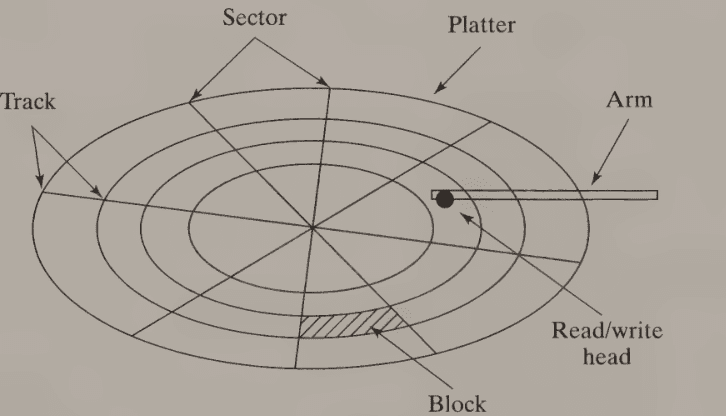 Sector
Platter
Track
Arm
Read/write
head
Block